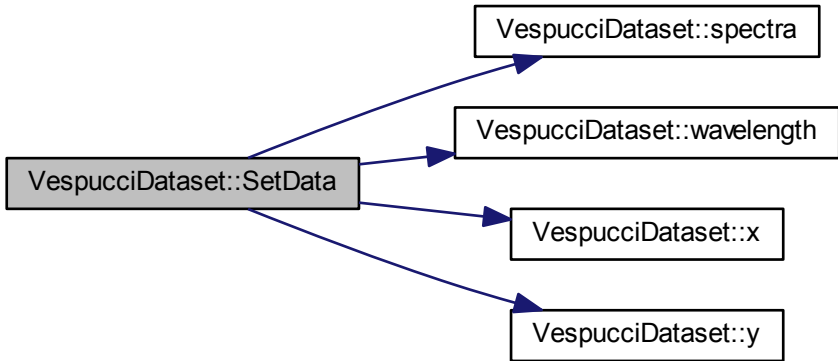 VespucciDataset::spectra
VespucciDataset::wavelength
VespucciDataset::SetData
VespucciDataset::x
VespucciDataset::y